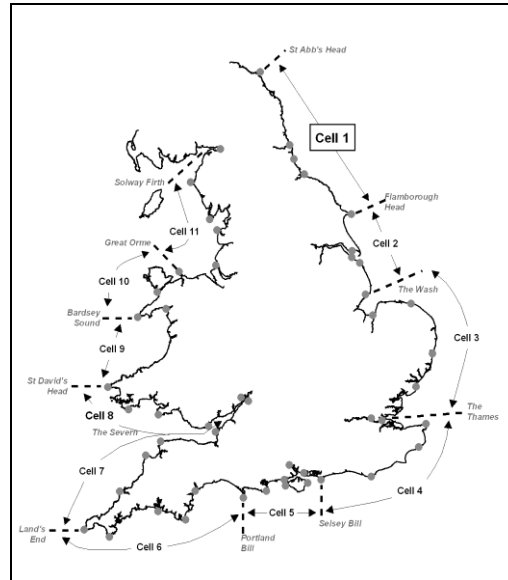 St Abb's Head
Cell 1
Solway Firth
Flamborough
Head
Cell 11
Great Orme
Cell 2
Cell 10
The Wash
Bardsey
Sound
Cell 3
Cell 9
St David's
Head
Cell 8
The
Thames
The Severn
Cell 7
Cell 4
Cell 5
Selsey Bill
Land's
End
Cell 6
Portland
Bill